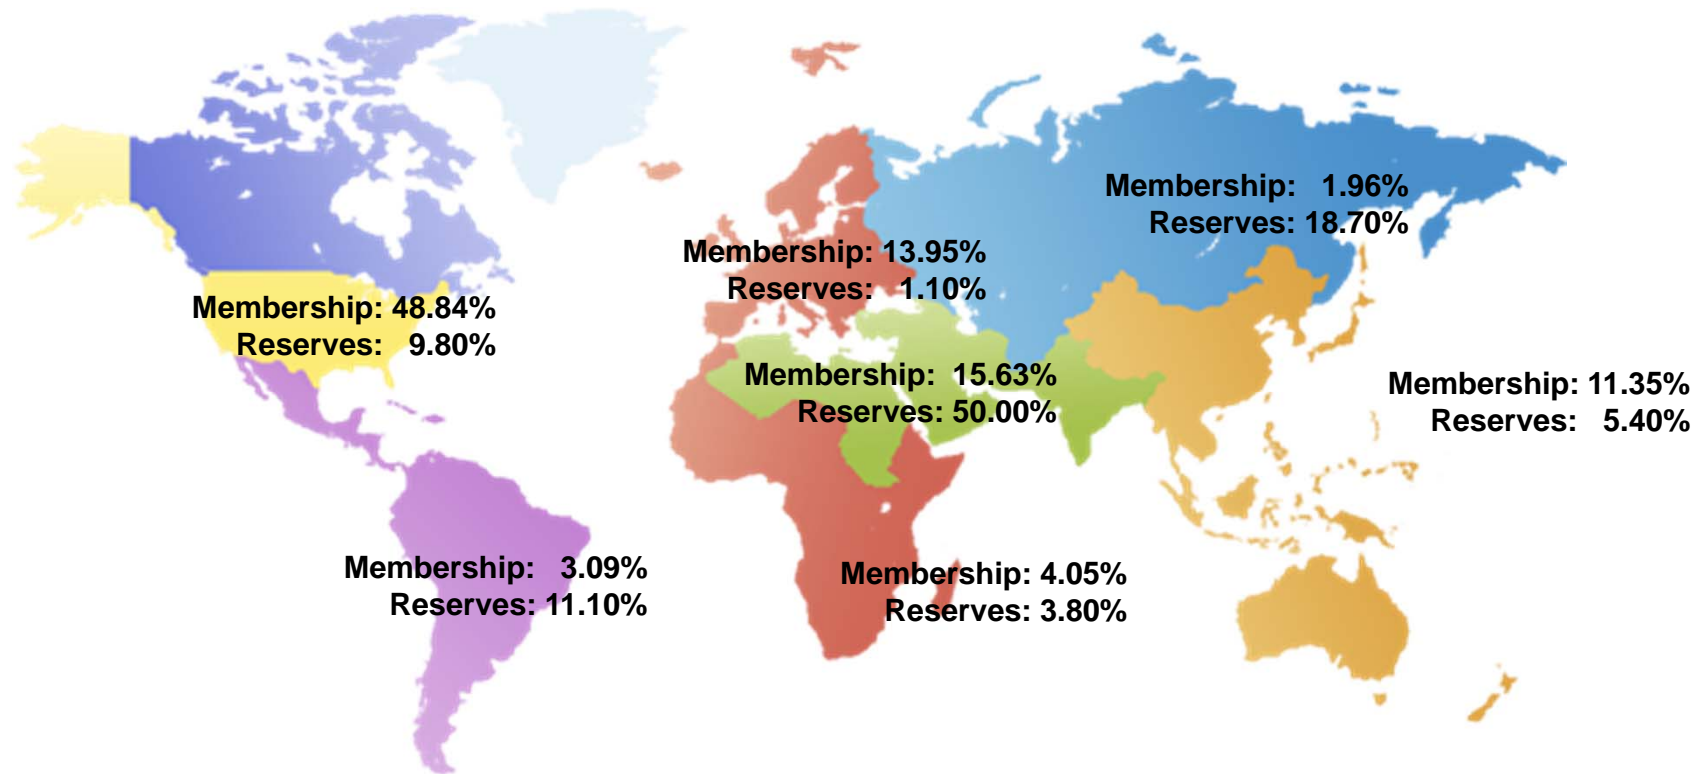 Membership: 1.96%
Reserves: 18.70%
Membership: 13.95%
Reserves: 1.10%
Membership: 48.84%
Reserves: 9.80%
Membership: 15.63%
Reserves: 50.00%
Membership: 11.35%
Reserves: 5.40%
Membership: 3.09%
Reserves: 11.10%
Membership: 4.05%
Reserves: 3.80%